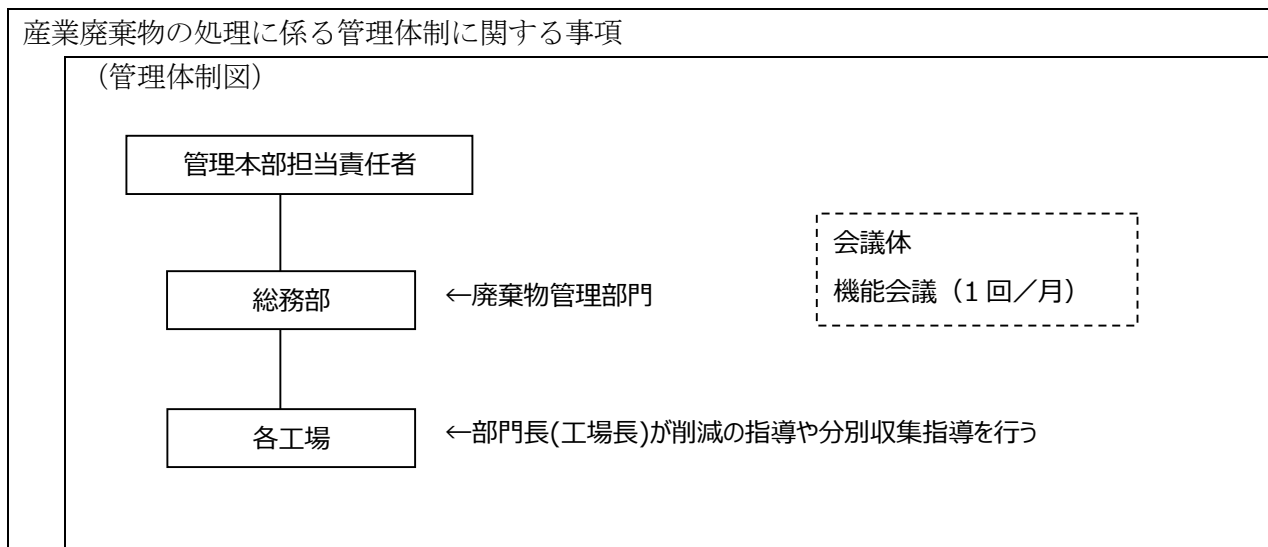 産業廃棄物の処理に係る管理体制に関する事項
（管理体制図）
管理本部担当責任者
会議体
機能会議（1回／月）
総務部
←廃棄物管理部門
各工場
←部門長(工場長)が削減の指導や分別収集指導を行う